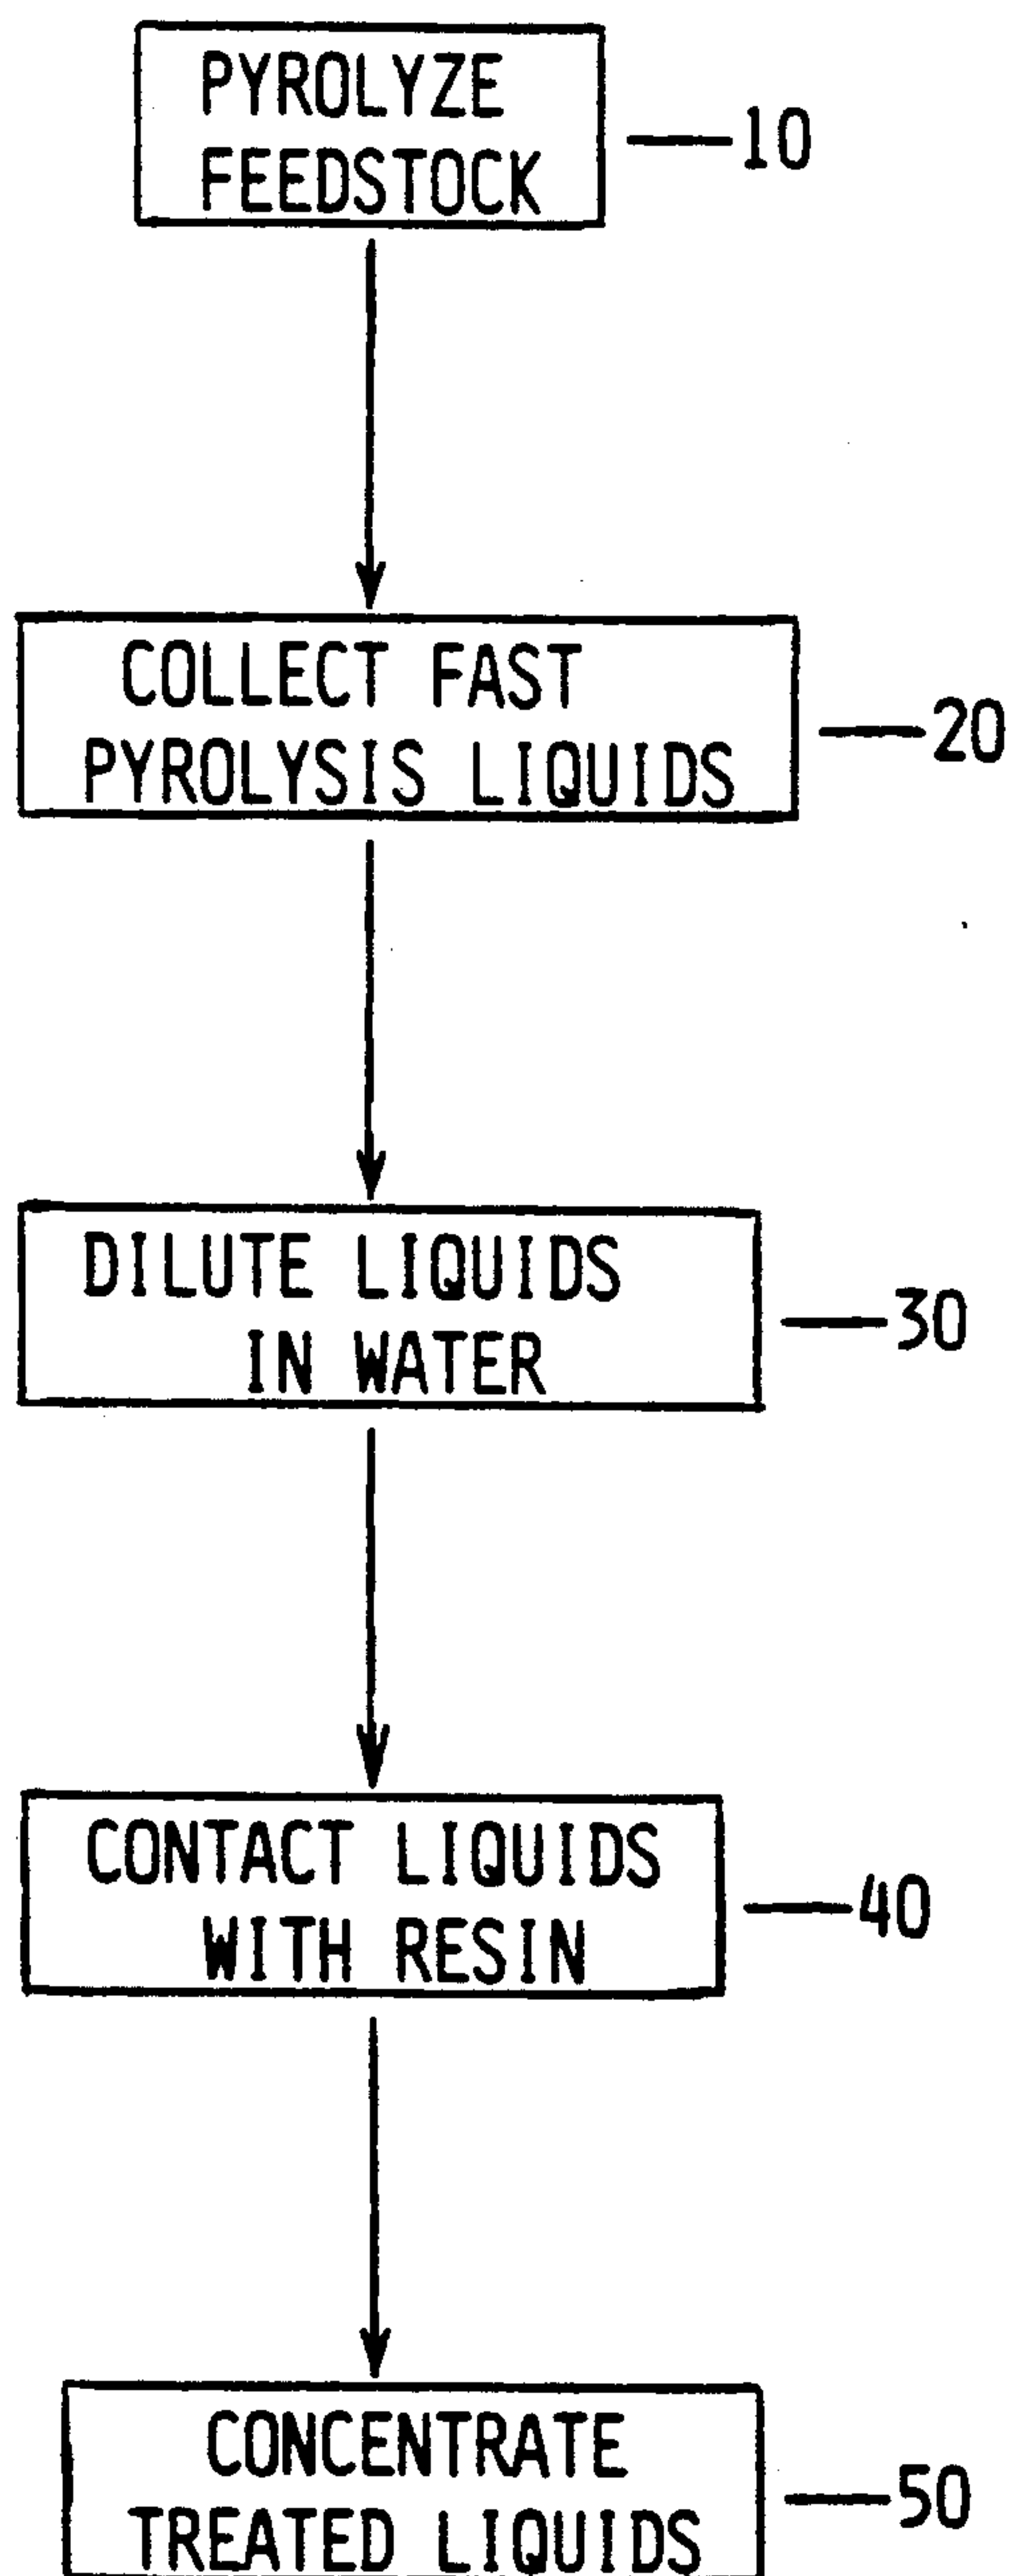 PYROLYZE
FEEDSTOCK
10
COLLECT FAST
PYROLYSIS LIQUIDS
20
DILUTE LIQUIDS
IN WATER
30
CONTACT LIQUIDS
WITH RESIN
40
CONCENTRATE
TREATED LIQUIDS
50